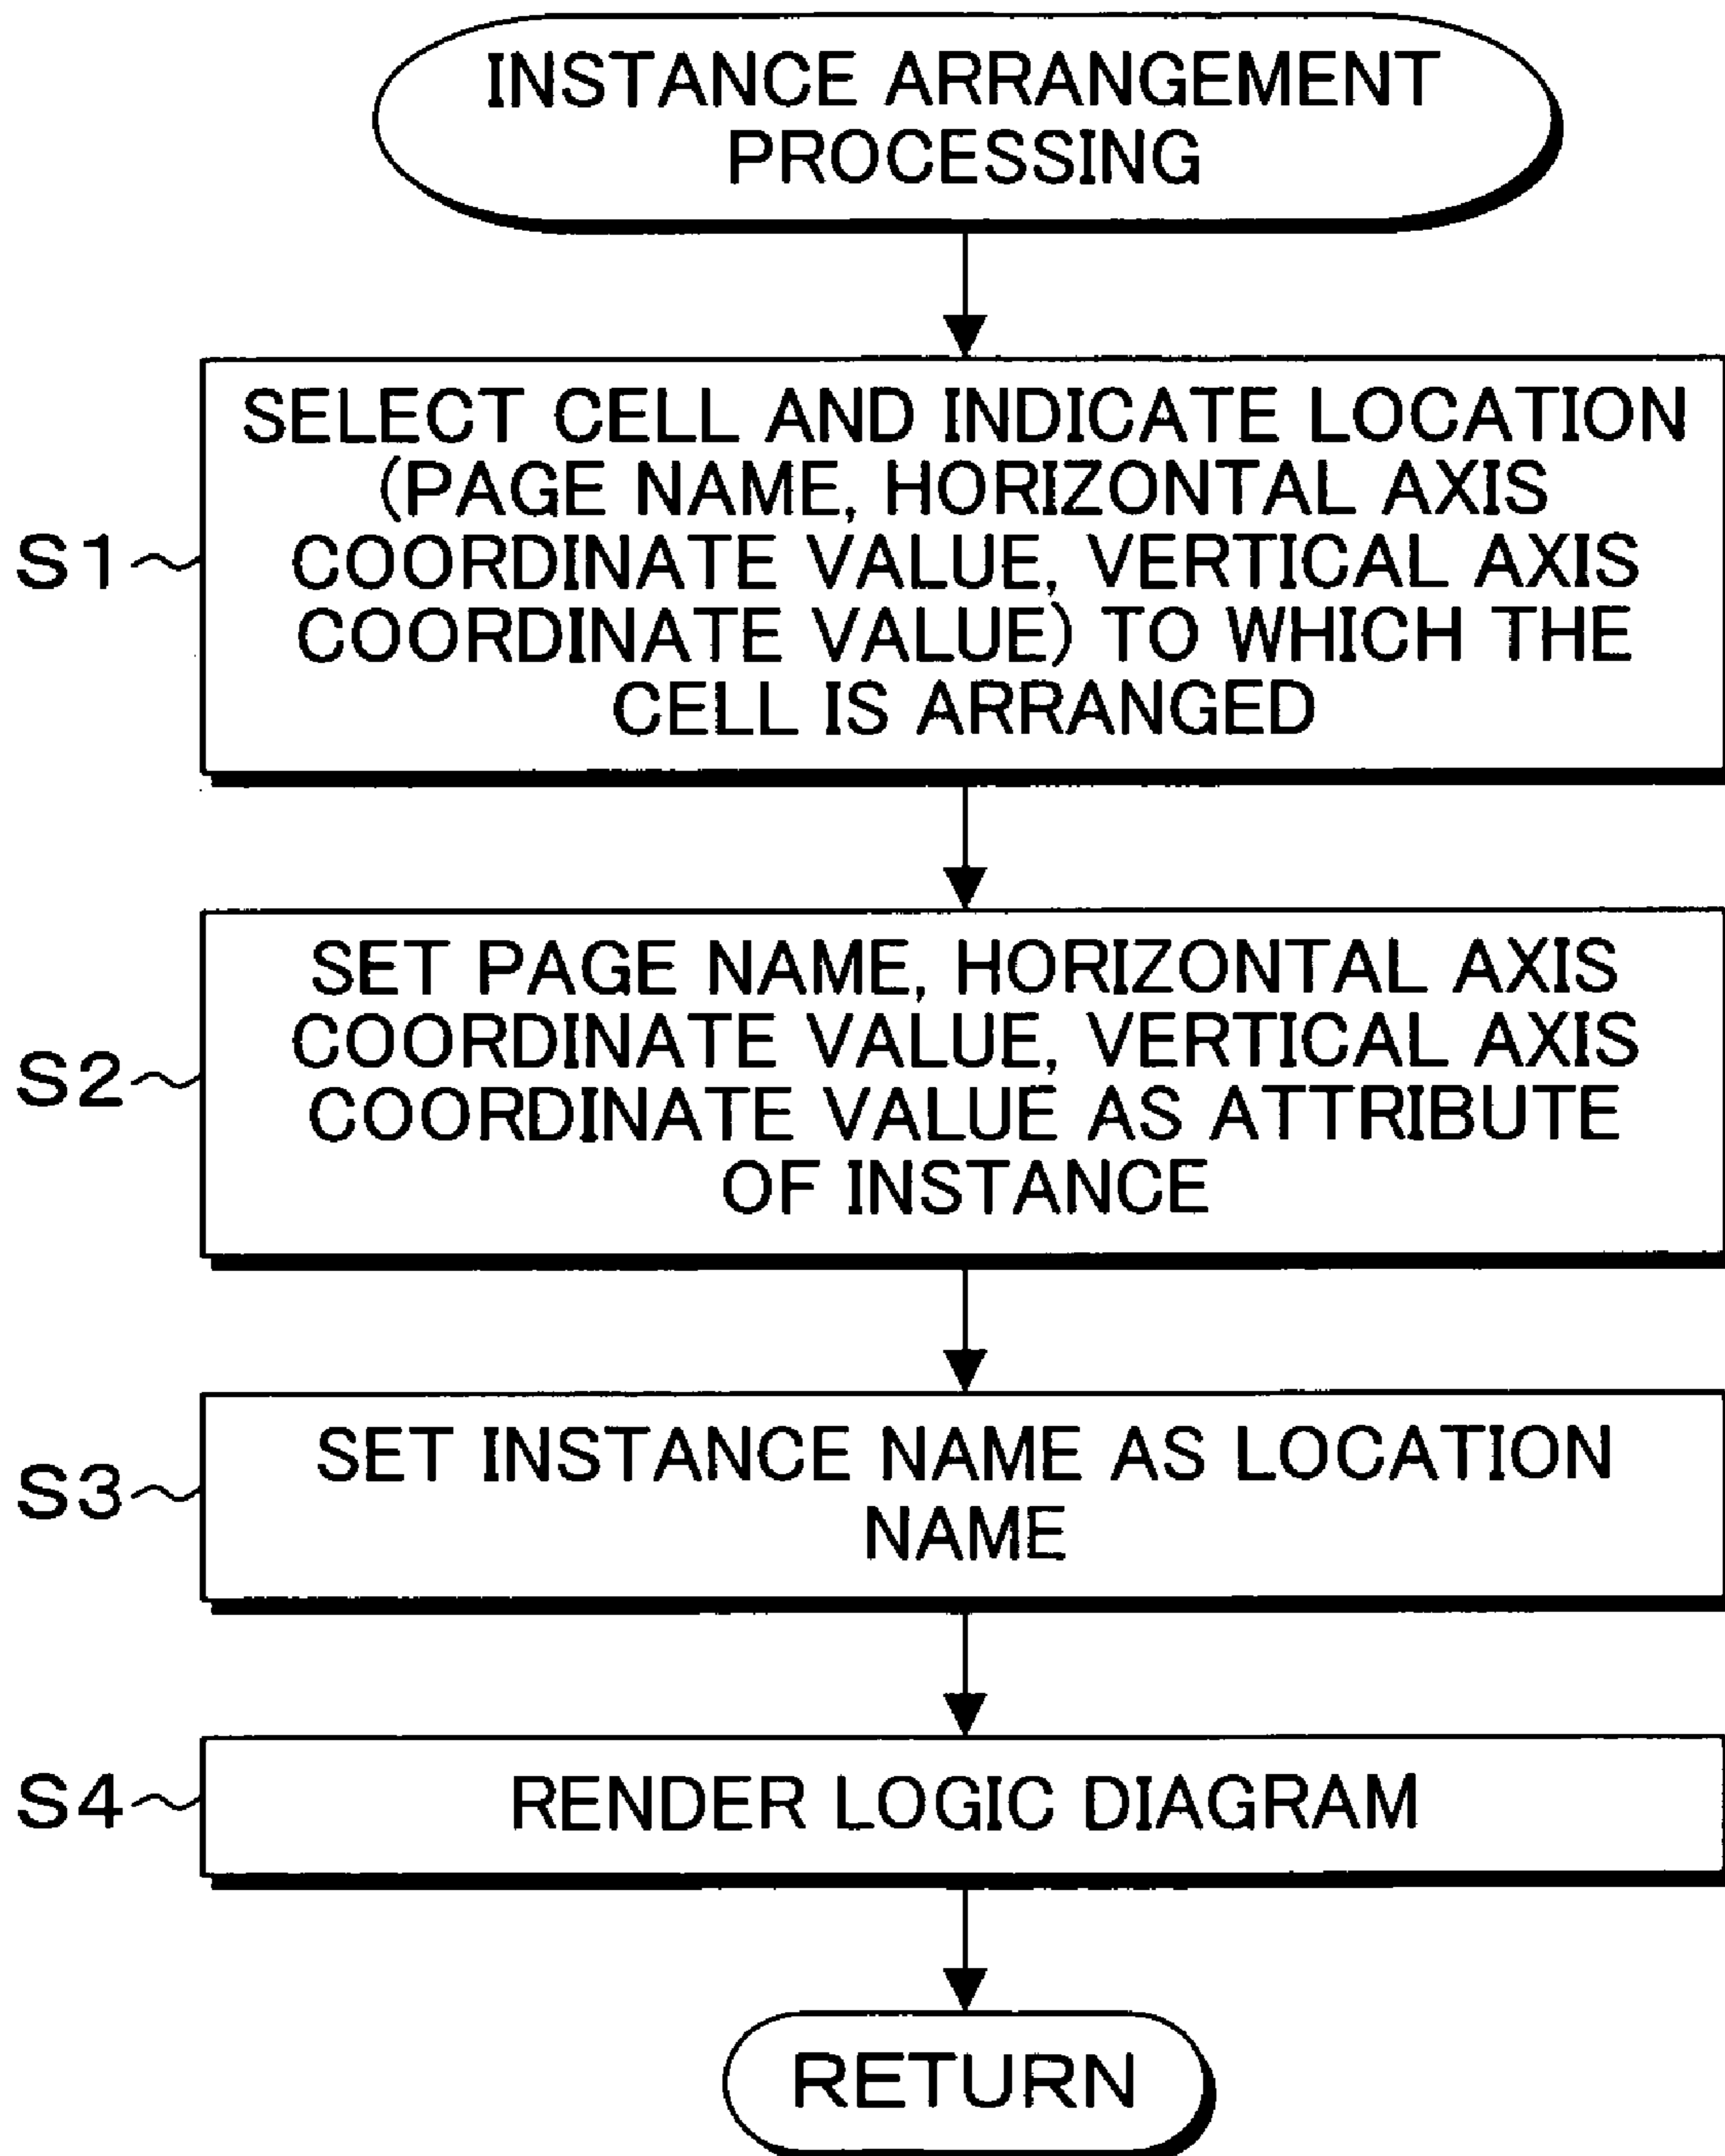 INSTANCE ARRANGEMENT
PROCESSING
SELECT CELL AND INDICATE LOCATION
(PAGE NAME, HORIZONTAL AXIS
S1
COORDINATE VALUE, VERTICAL AXIS
COORDINATE VALUE) TO WHICH THE
CELL IS ARRANGED
SET PAGE NAME, HORIZONTAL AXIS
COORDINATE VALUE, VERTICAL AXIS
S2
COORDINATE VALUE AS ATTRIBUTE
OF INSTANCE
S3
SET INSTANCE NAME AS LOCATION
NAME
S4
RENDER LOGIC DIAGRAM
RETURN